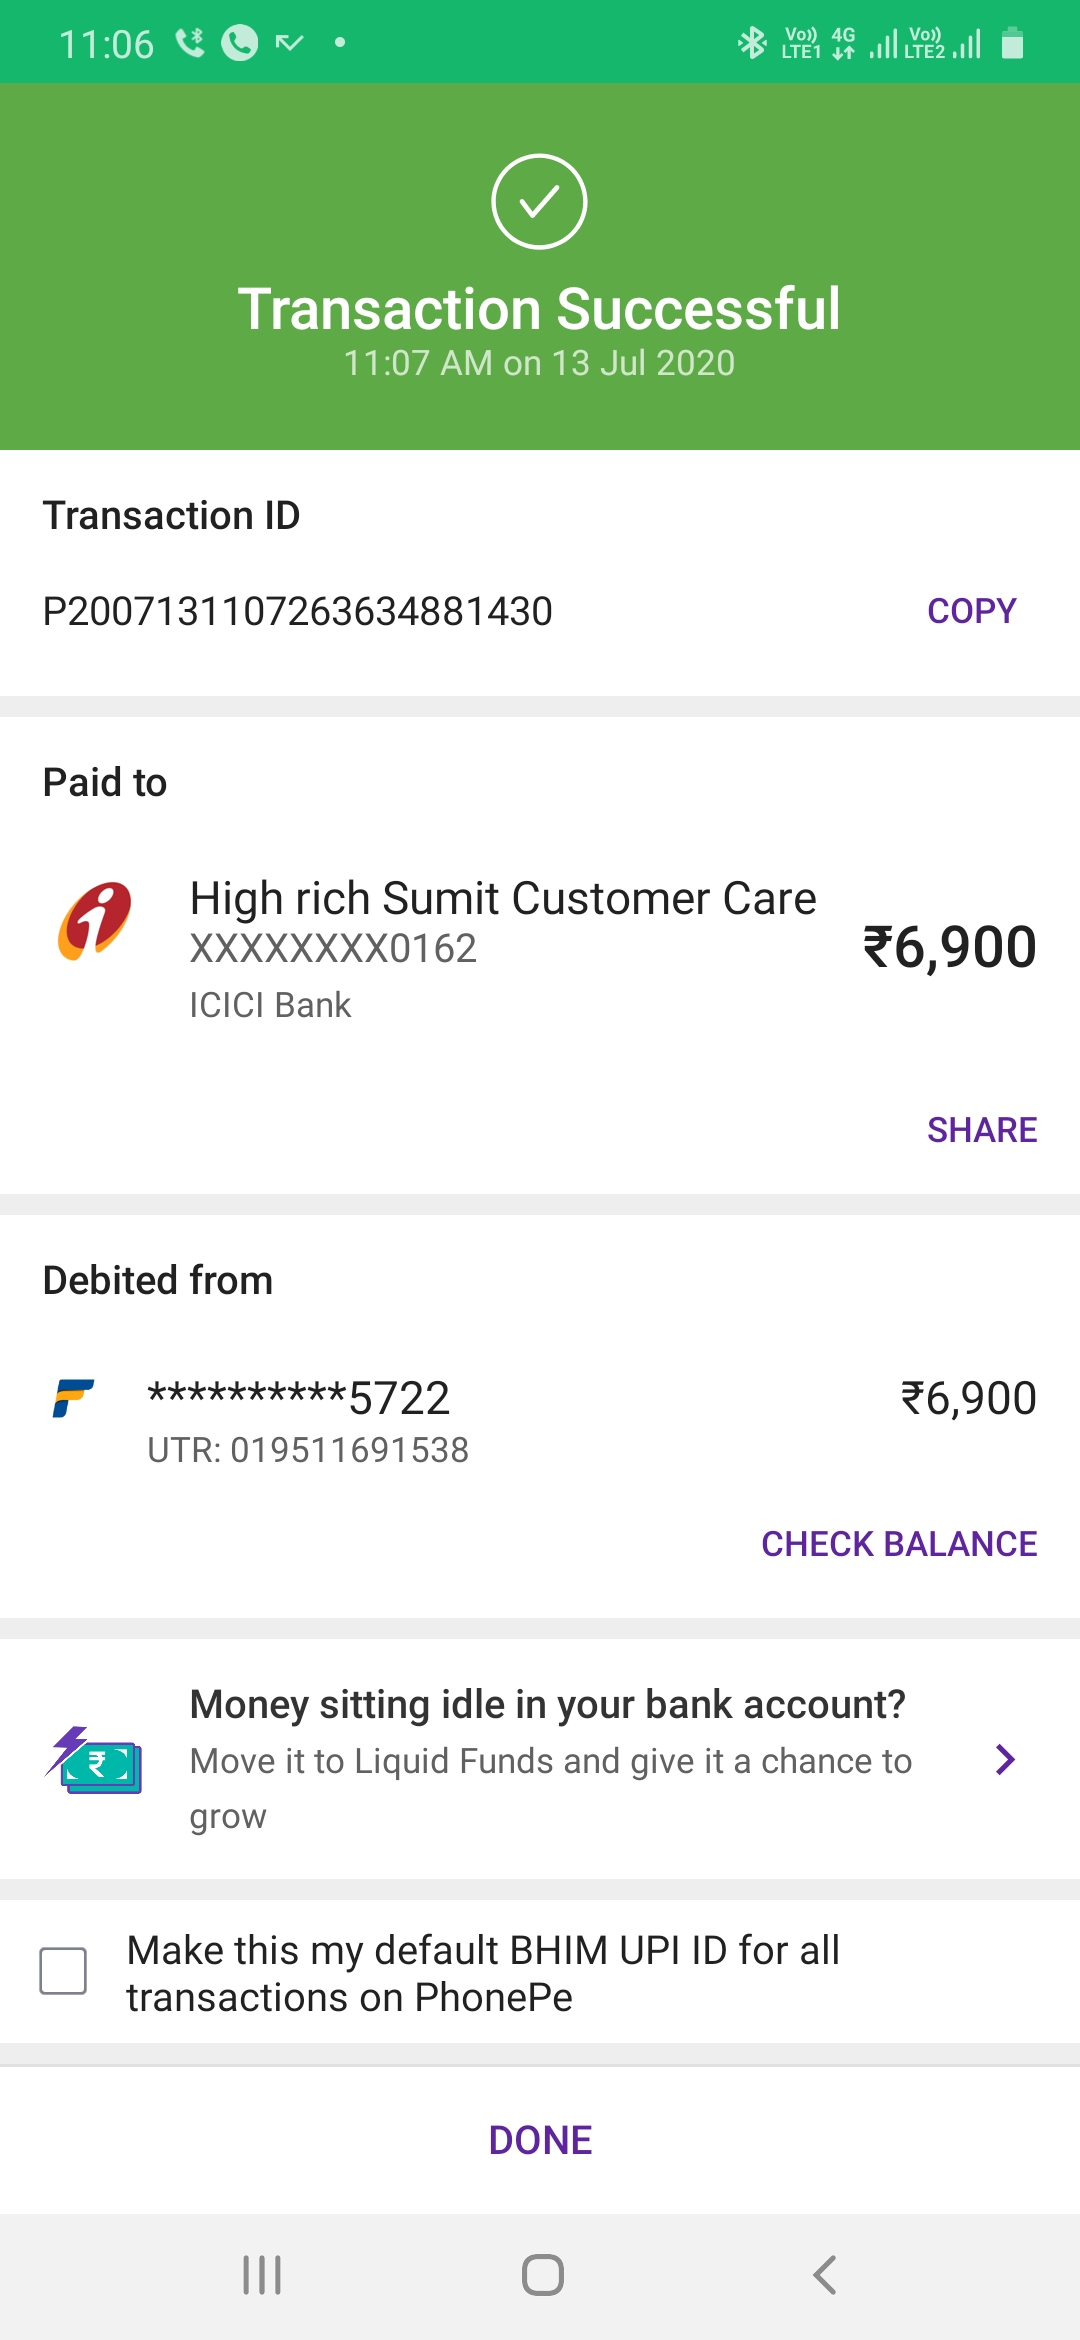 11:06
Vo)) LTE1 4G Vo)) LTE2
Transaction Successful
11:07 AM on 13 Jul 2020
Transaction ID
P2007131107263634881430
COPY
Paid to
High rich Sumit Customer Care
XXXXXXXX0162
₹6,900
ICICI Bank
SHARE
Debited from
**********5722
₹6,900
UTR: 019511691538
CHECK BALANCE
Money sitting idle in your bank account?
Move it to Liquid Funds and give it a chance to
grow
Make this my default BHIM UPI ID for all
transactions on PhonePe
DONE